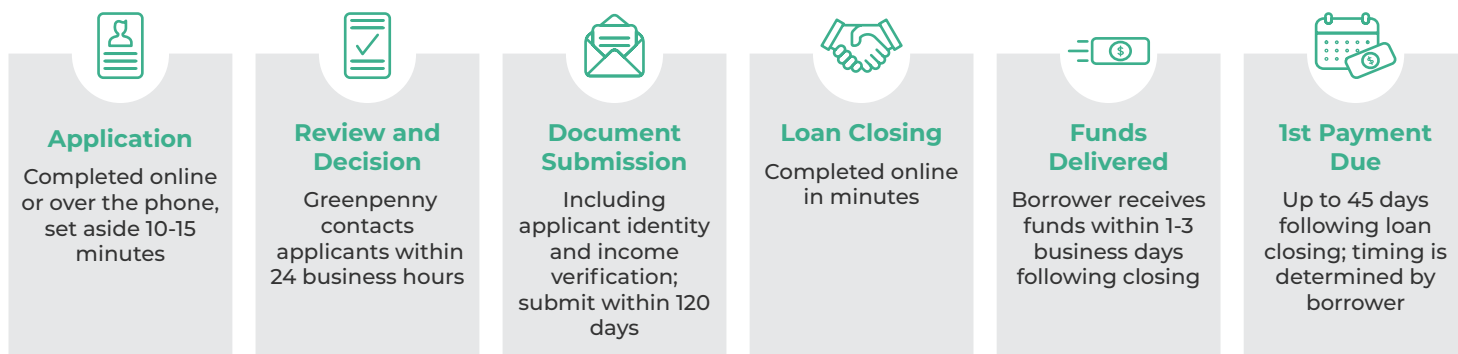 Application
Completed online
or over the phone,
set aside 10-15
minutes
Review and
Decision
Greenpenny
contacts
applicants within
24 business hours
Document
Submission
Including
applicant identity
and income
verification;
submit within 120
days
Loan Closing
Completed online
in minutes
Funds
Delivered
Borrower receives
funds within 1-3
business days
following closing
1st Payment
Due
Up to 45 days
following loan
closing; timing is
determined by
borrower